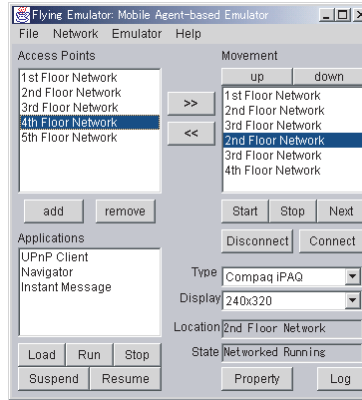 Flying Emulator: Mobile Agent-based Emulator
File Network Emulator Help
Access Points
1st Floor Network
2nd Floor Network
3rd Floor Network
4th Floor Network
5th Floor Network
>>
<<
add remove
Movement
up down
1st Floor Network
2nd Floor Network
3rd Floor Network
2nd Floor Network
3rd Floor Network
4th Floor Network
Start Stop Next
Disconnect Connect
Applications
UPnP Client
Navigator
Instant Message
Load Run Stop
Suspend Resume
Type Compaq iPAQ
Display 240x320
Location 2nd Floor Network
State Networked Running
Property Log